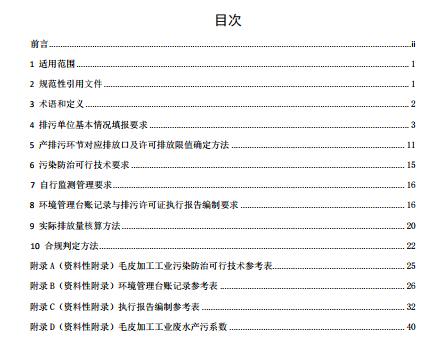 目次
前言......ii
1 适用范围......1
2 规范性引用文件......1
3 术语和定义......2
4 排污单位基本情况填报要求......3
5 产排污环节对应排放口及许可排放限值确定方法......11
6 污染防治可行技术要求......15
7 自行监测管理要求......16
8 环境管理台账记录与排污许可证执行报告编制要求......16
9 实际排放量核算方法......20
10 合规判定方法......22
附录 A（资料性附录）毛皮加工工业污染防治可行技术参考表......25
附录 B（资料性附录）环境管理台账记录参考表......26
附录 C（资料性附录）执行报告编制参考表......32
附录 D（资料性附录）毛皮加工工业废水产污系数......40